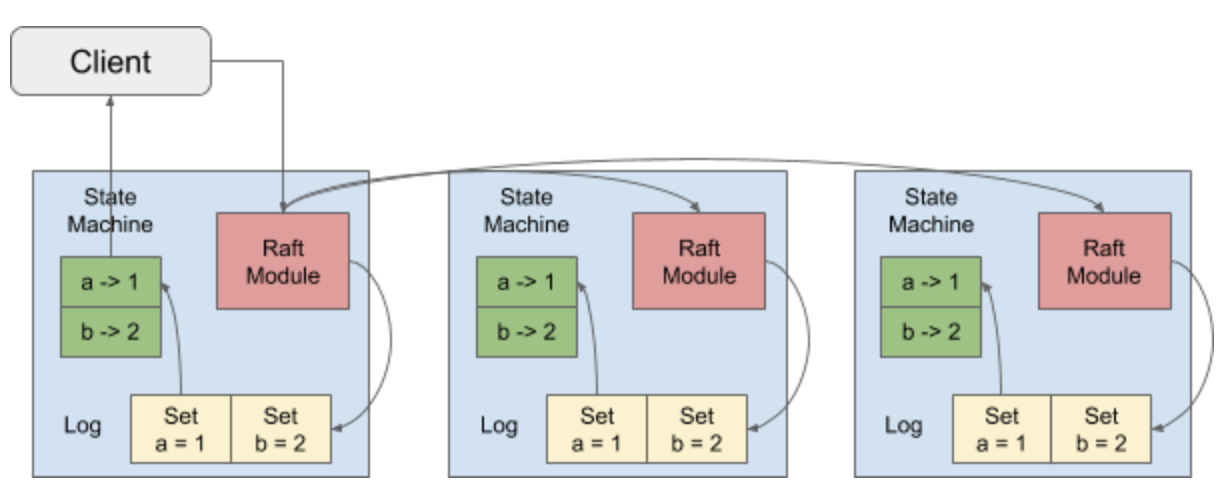 Client
State
Machine
Raft
Module
a -> 1
b -> 2
Log
Set
a = 1
Set
b = 2
State
Machine
Raft
Module
a -> 1
b -> 2
Log
Set
a = 1
Set
b = 2
State
Machine
Raft
Module
a -> 1
b -> 2
Log
Set
a = 1
Set
b = 2